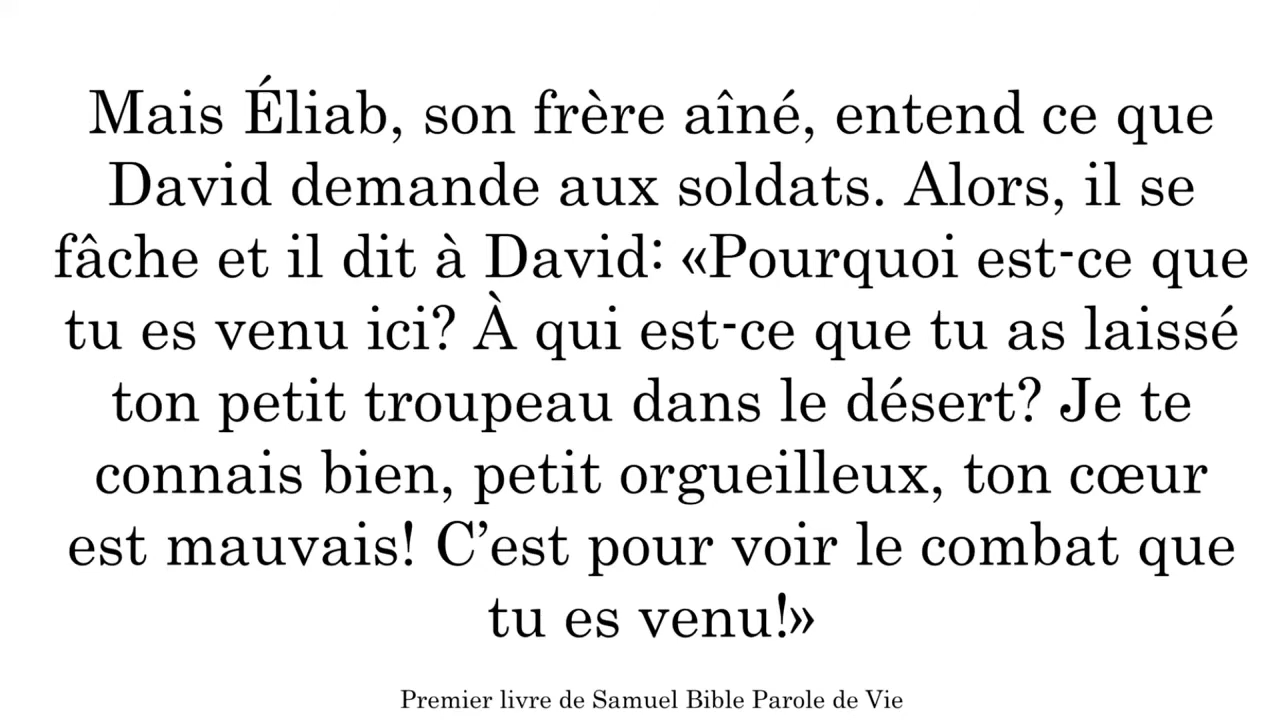 Mais Éliab, son frère aîné, entend ce que
David demande aux soldats. Alors, il se
fâche et il dit à David: «Pourquoi est-ce que
tu es venu ici? À qui est-ce que tu as laissé
ton petit troupeau dans le désert? Je te
connais bien, petit orgueilleux, ton cœur
est mauvais! C’est pour voir le combat que
tu es venu!»
Premier livre de Samuel Bible Parole de Vie